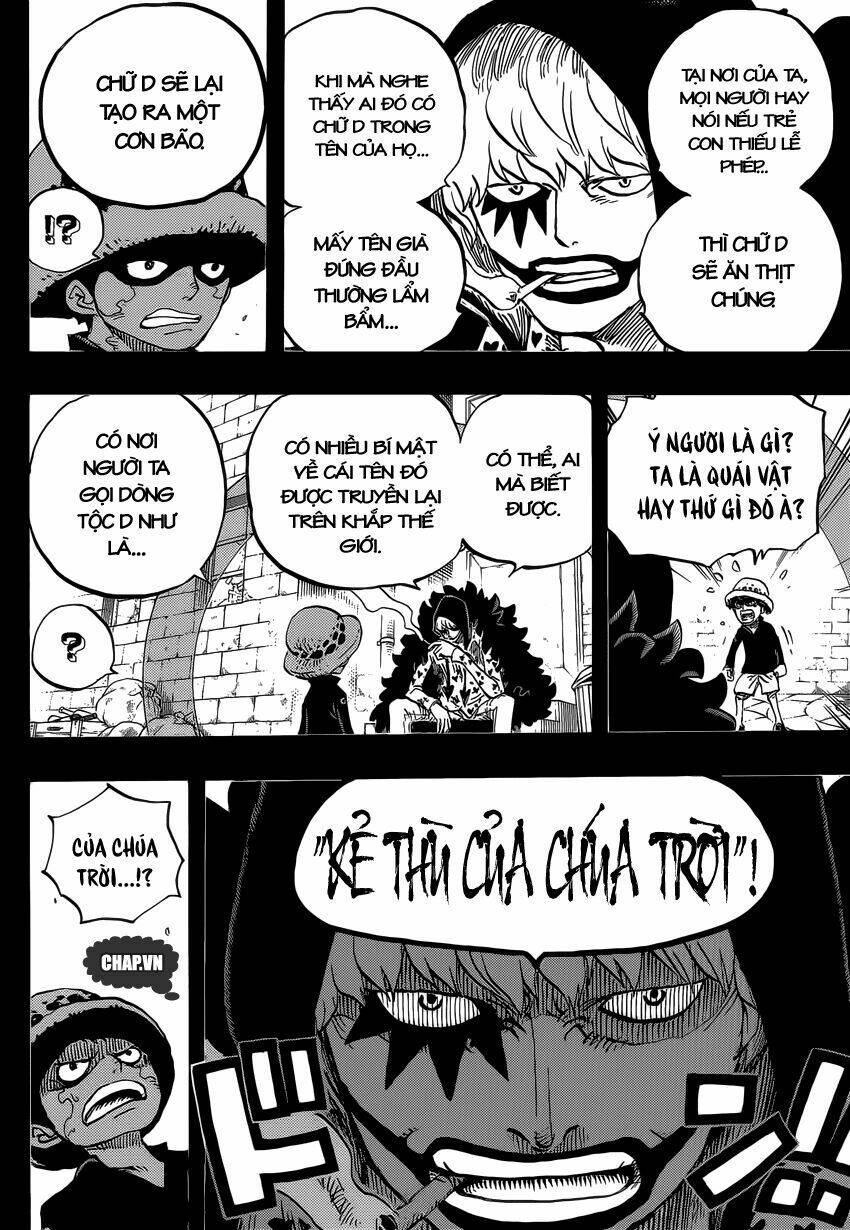 TẠI NƠI CỦA TA,
MỌI NGƯỜI HAY
NÓI NẾU TRẺ
CON THIẾU LỄ
PHÉP...
THÌ CHỮ D
SẼ ĂN THỊT
CHÚNG.
KHI MÀ NGHE
THẤY AI ĐÓ CÓ
CHỮ D TRONG
TÊN CỦA HỌ...
MẤY TÊN GIÀ
ĐÚNG ĐẦU
THƯỜNG LẨM
BẨM...
CHỮ D SẼ LẠI
TẠO RA MỘT
CƠN BÃO.
!?
Ý NGƯỜI LÀ GÌ?
TA LÀ QUÁI VẬT
HAY THỨ GÌ ĐÓ À?
CÓ THỂ, AI
MÀ BIẾT
ĐƯỢC.
CÓ NHIỀU BÍ MẬT
VỀ CÁI TÊN ĐÓ
ĐƯỢC TRUYỀN LẠI
TRÊN KHẮP THẾ
GIỚI.
CÓ NƠI
NGƯỜI TA
GỌI DÒNG
TỘC D NHƯ
LÀ...
?
"KẺ THÙ CỦA CHÚA TRỜI"!
ドン
CỦA CHÚA
TRỜI...!?
CHAP.VN